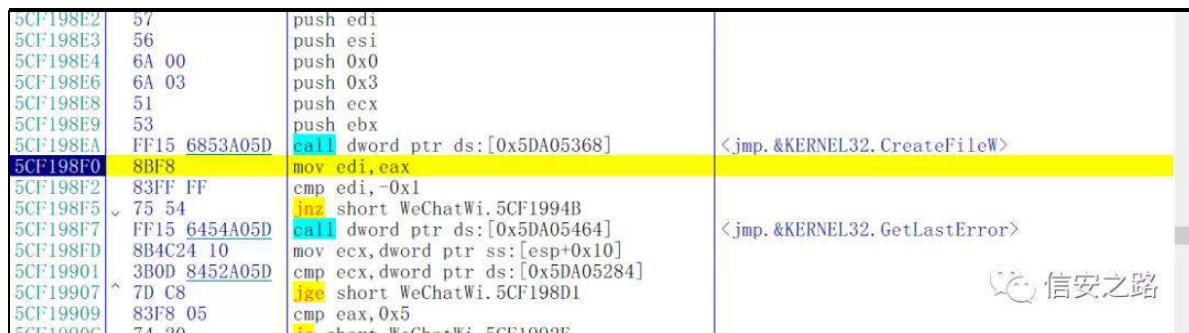 5CF198E2 57 push edi
5CF198E3 56 push esi
5CF198E4 6A 00 push 0x0
5CF198E6 6A 03 push 0x3
5CF198E8 51 push ecx
5CF198E9 53 push ebx
5CF198EA FF15 6853A05D call dword ptr ds:[0x5DA05368] <jmp.&KERNEL32.CreateFileW>
5CF198F0 8BF8 mov edi,eax
5CF198F2 83FF FF cmp edi,-0x1
5CF198F5 75 54 jnz short WeChatWi.5CF1994B
5CF198F7 FF15 6454A05D call dword ptr ds:[0x5DA05464] <jmp.&KERNEL32.GetLastError>
5CF198FD 8B4C24 10 mov ecx,dword ptr ss:[esp+0x10]
5CF19901 3B0D 8452A05D cmp ecx,dword ptr ds:[0x5DA05284]
5CF19907 ^ 7D C8 jge short WeChatWi.5CF198D1
信安之路
5CF19909 83F8 05 cmp eax,0x5